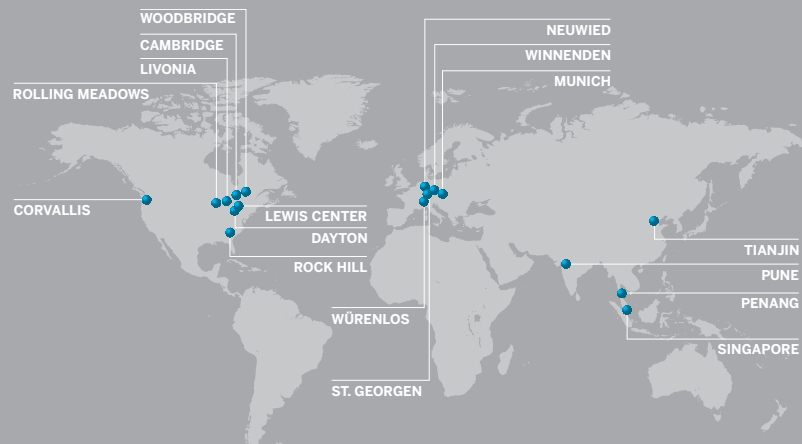 WOODBRIDGE
CAMBRIDGE
LIVONIA
ROLLING MEADOWS
CORVALLIS
LEWIS CENTER
DAYTON
ROCK HILL
NEUWIED
WINNENDEN
MUNICH
WÜRENLOS
ST. GEORGEN
TIANJIN
PUNE
PENANG
SINGAPORE